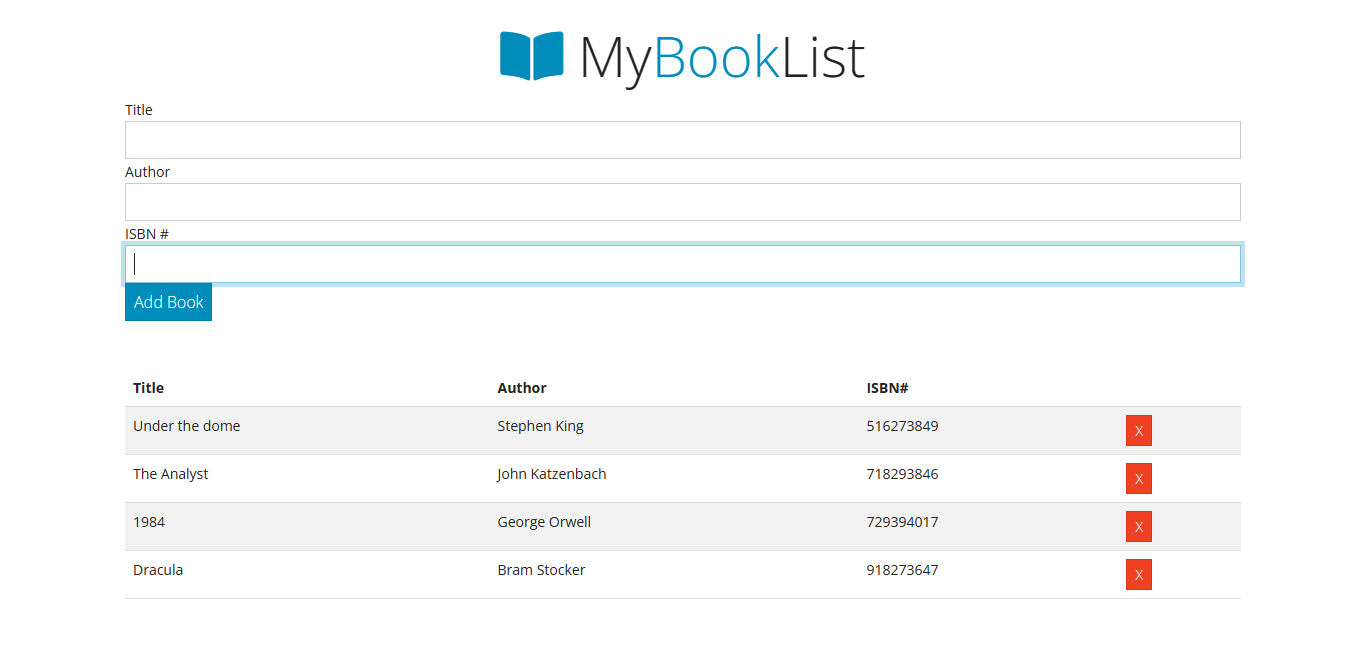 MyBookList
Title
Author
ISBN #
Add Book
Title Author ISBN#
Under the dome Stephen King 516273849 X
The Analyst John Katzenbach 718293846 X
1984 George Orwell 729394017 X
Dracula Bram Stocker 918273647 X